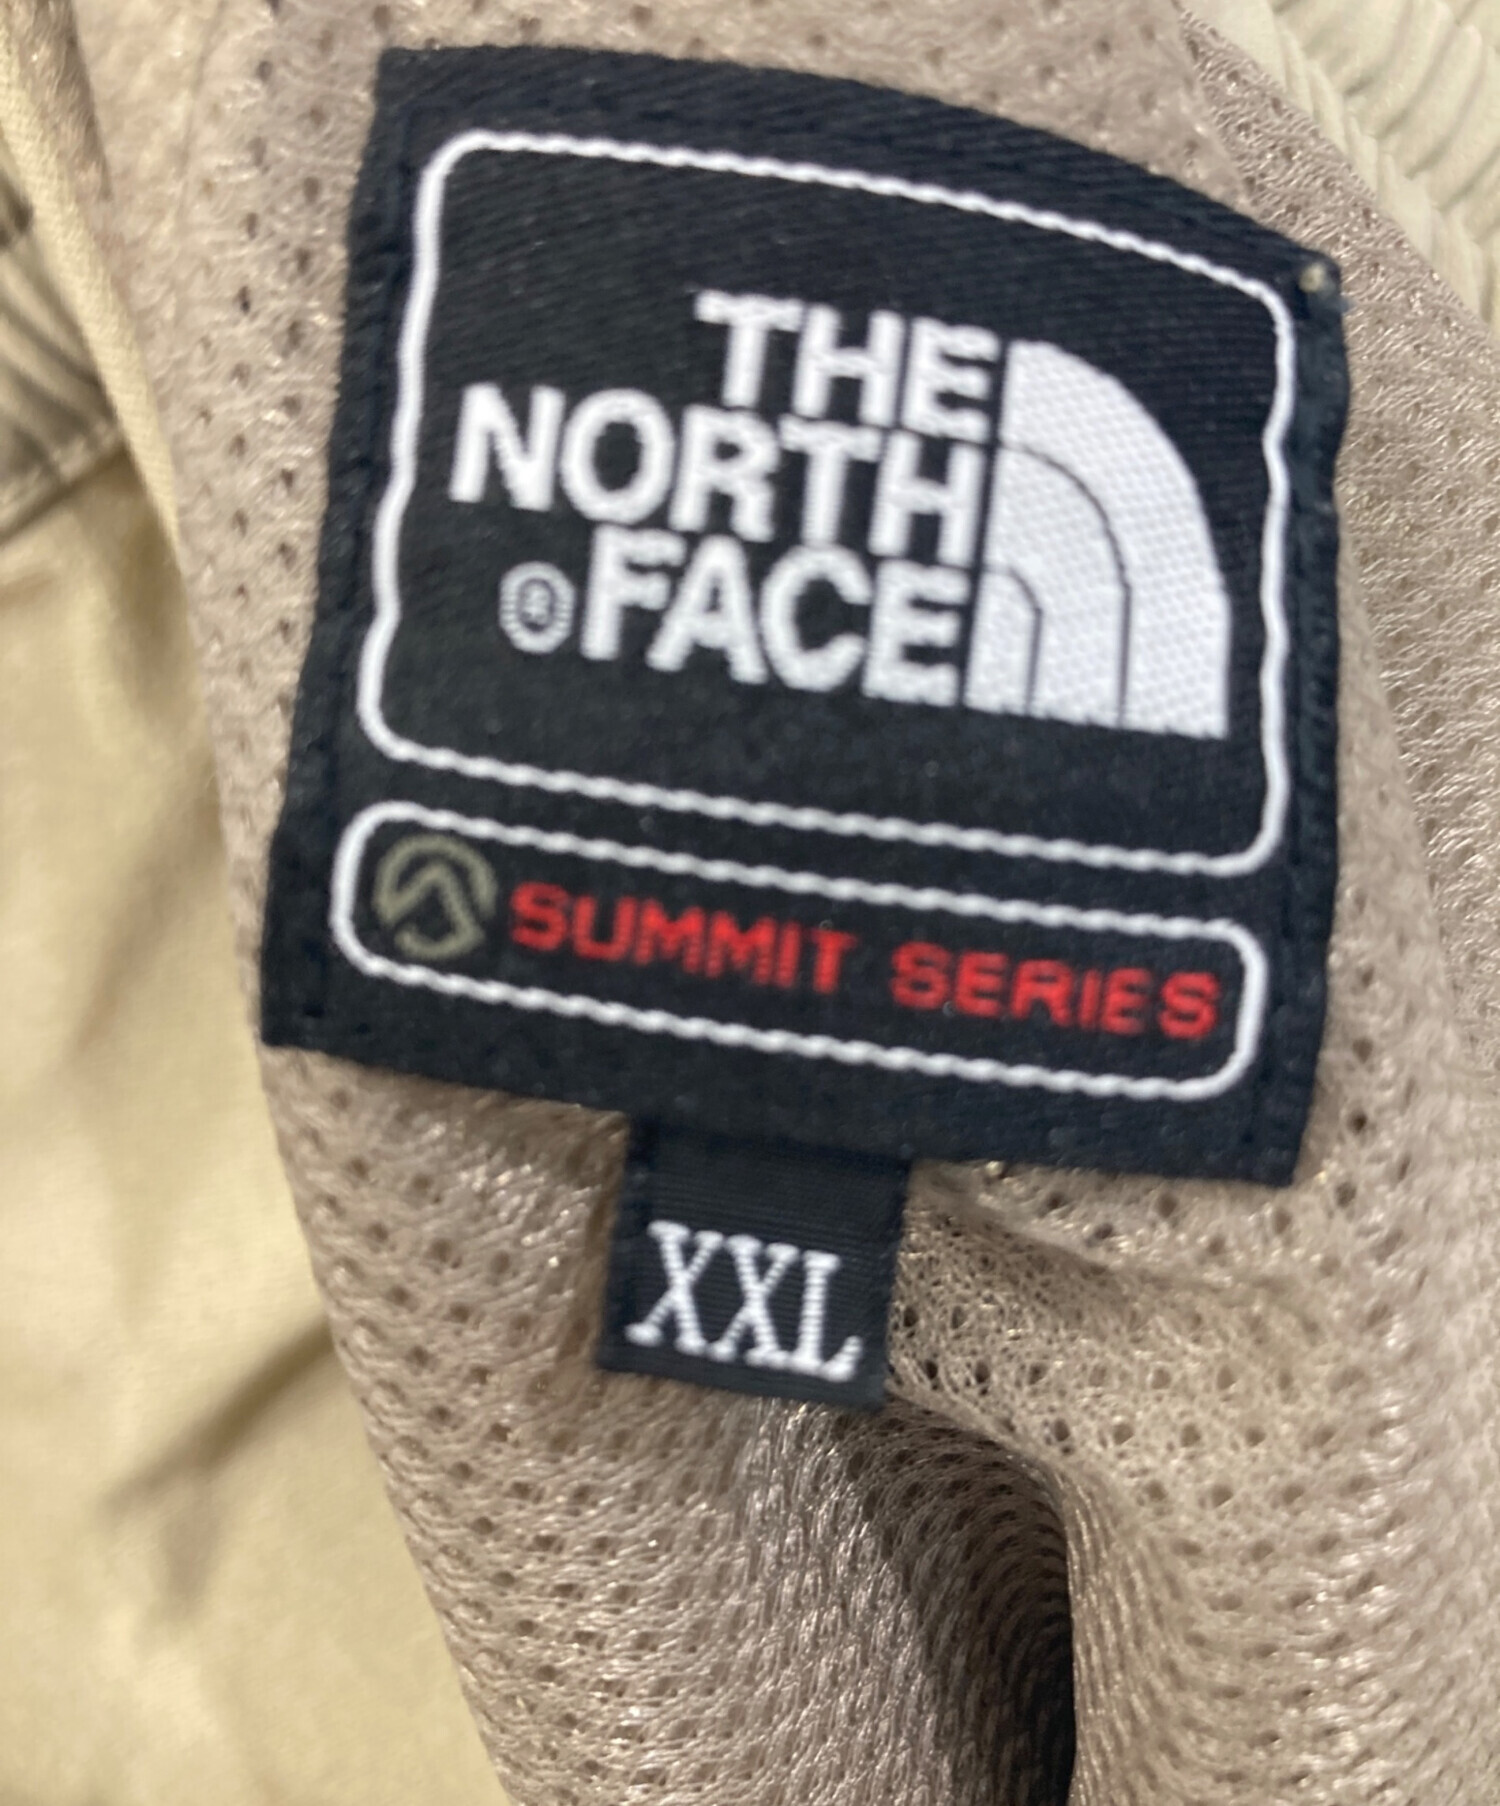 THE
NORTH
®FACE
SUMMIT SERIES
XXL